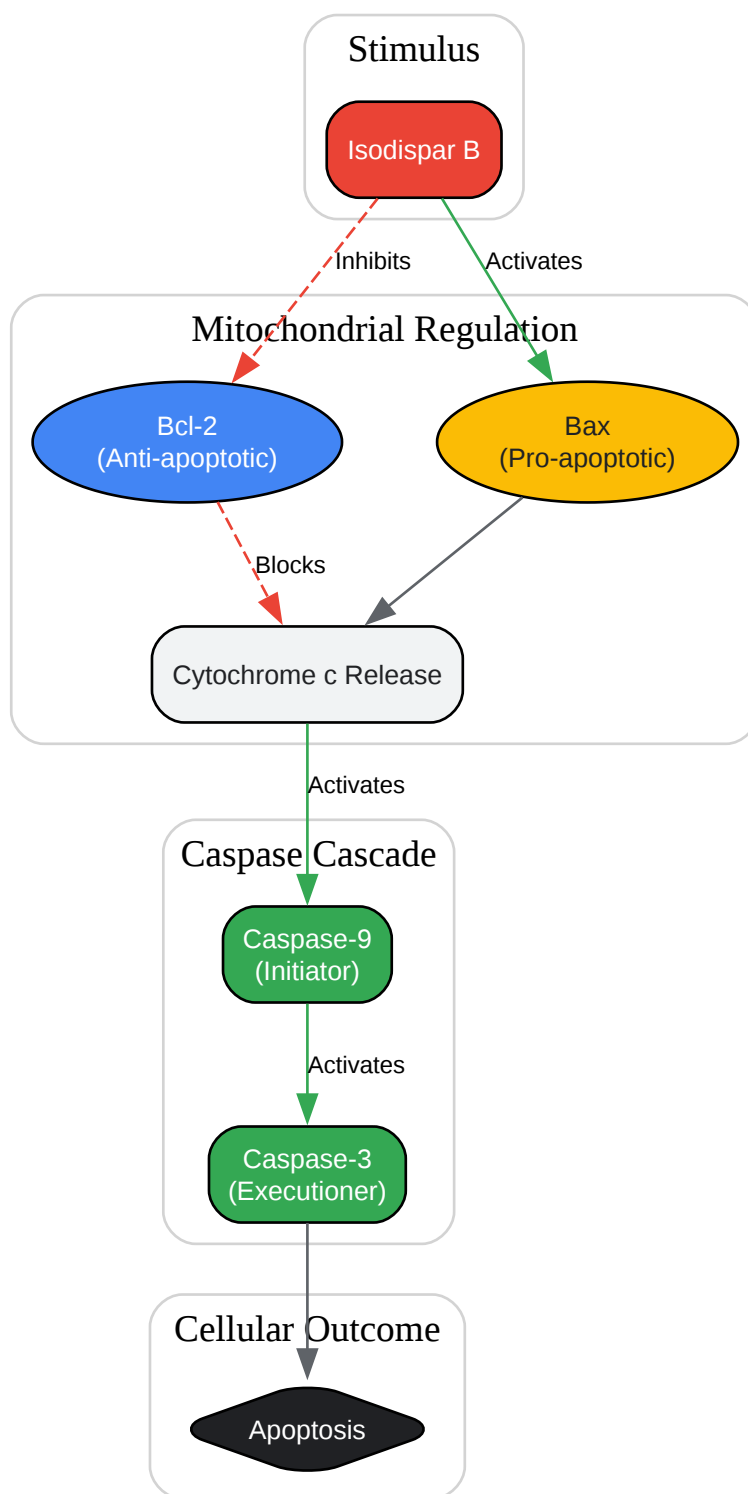 Stimulus
Isodispar B
Inhibits
Activates
Mitochondrial Regulation
Bcl-2
(Anti-apoptotic)
Bax
(Pro-apoptotic)
Blocks
Cytochrome c Release
Activates
Caspase Cascade
Caspase-9
(Initiator)
Activates
Caspase-3
(Executioner)
Cellular Outcome
Apoptosis